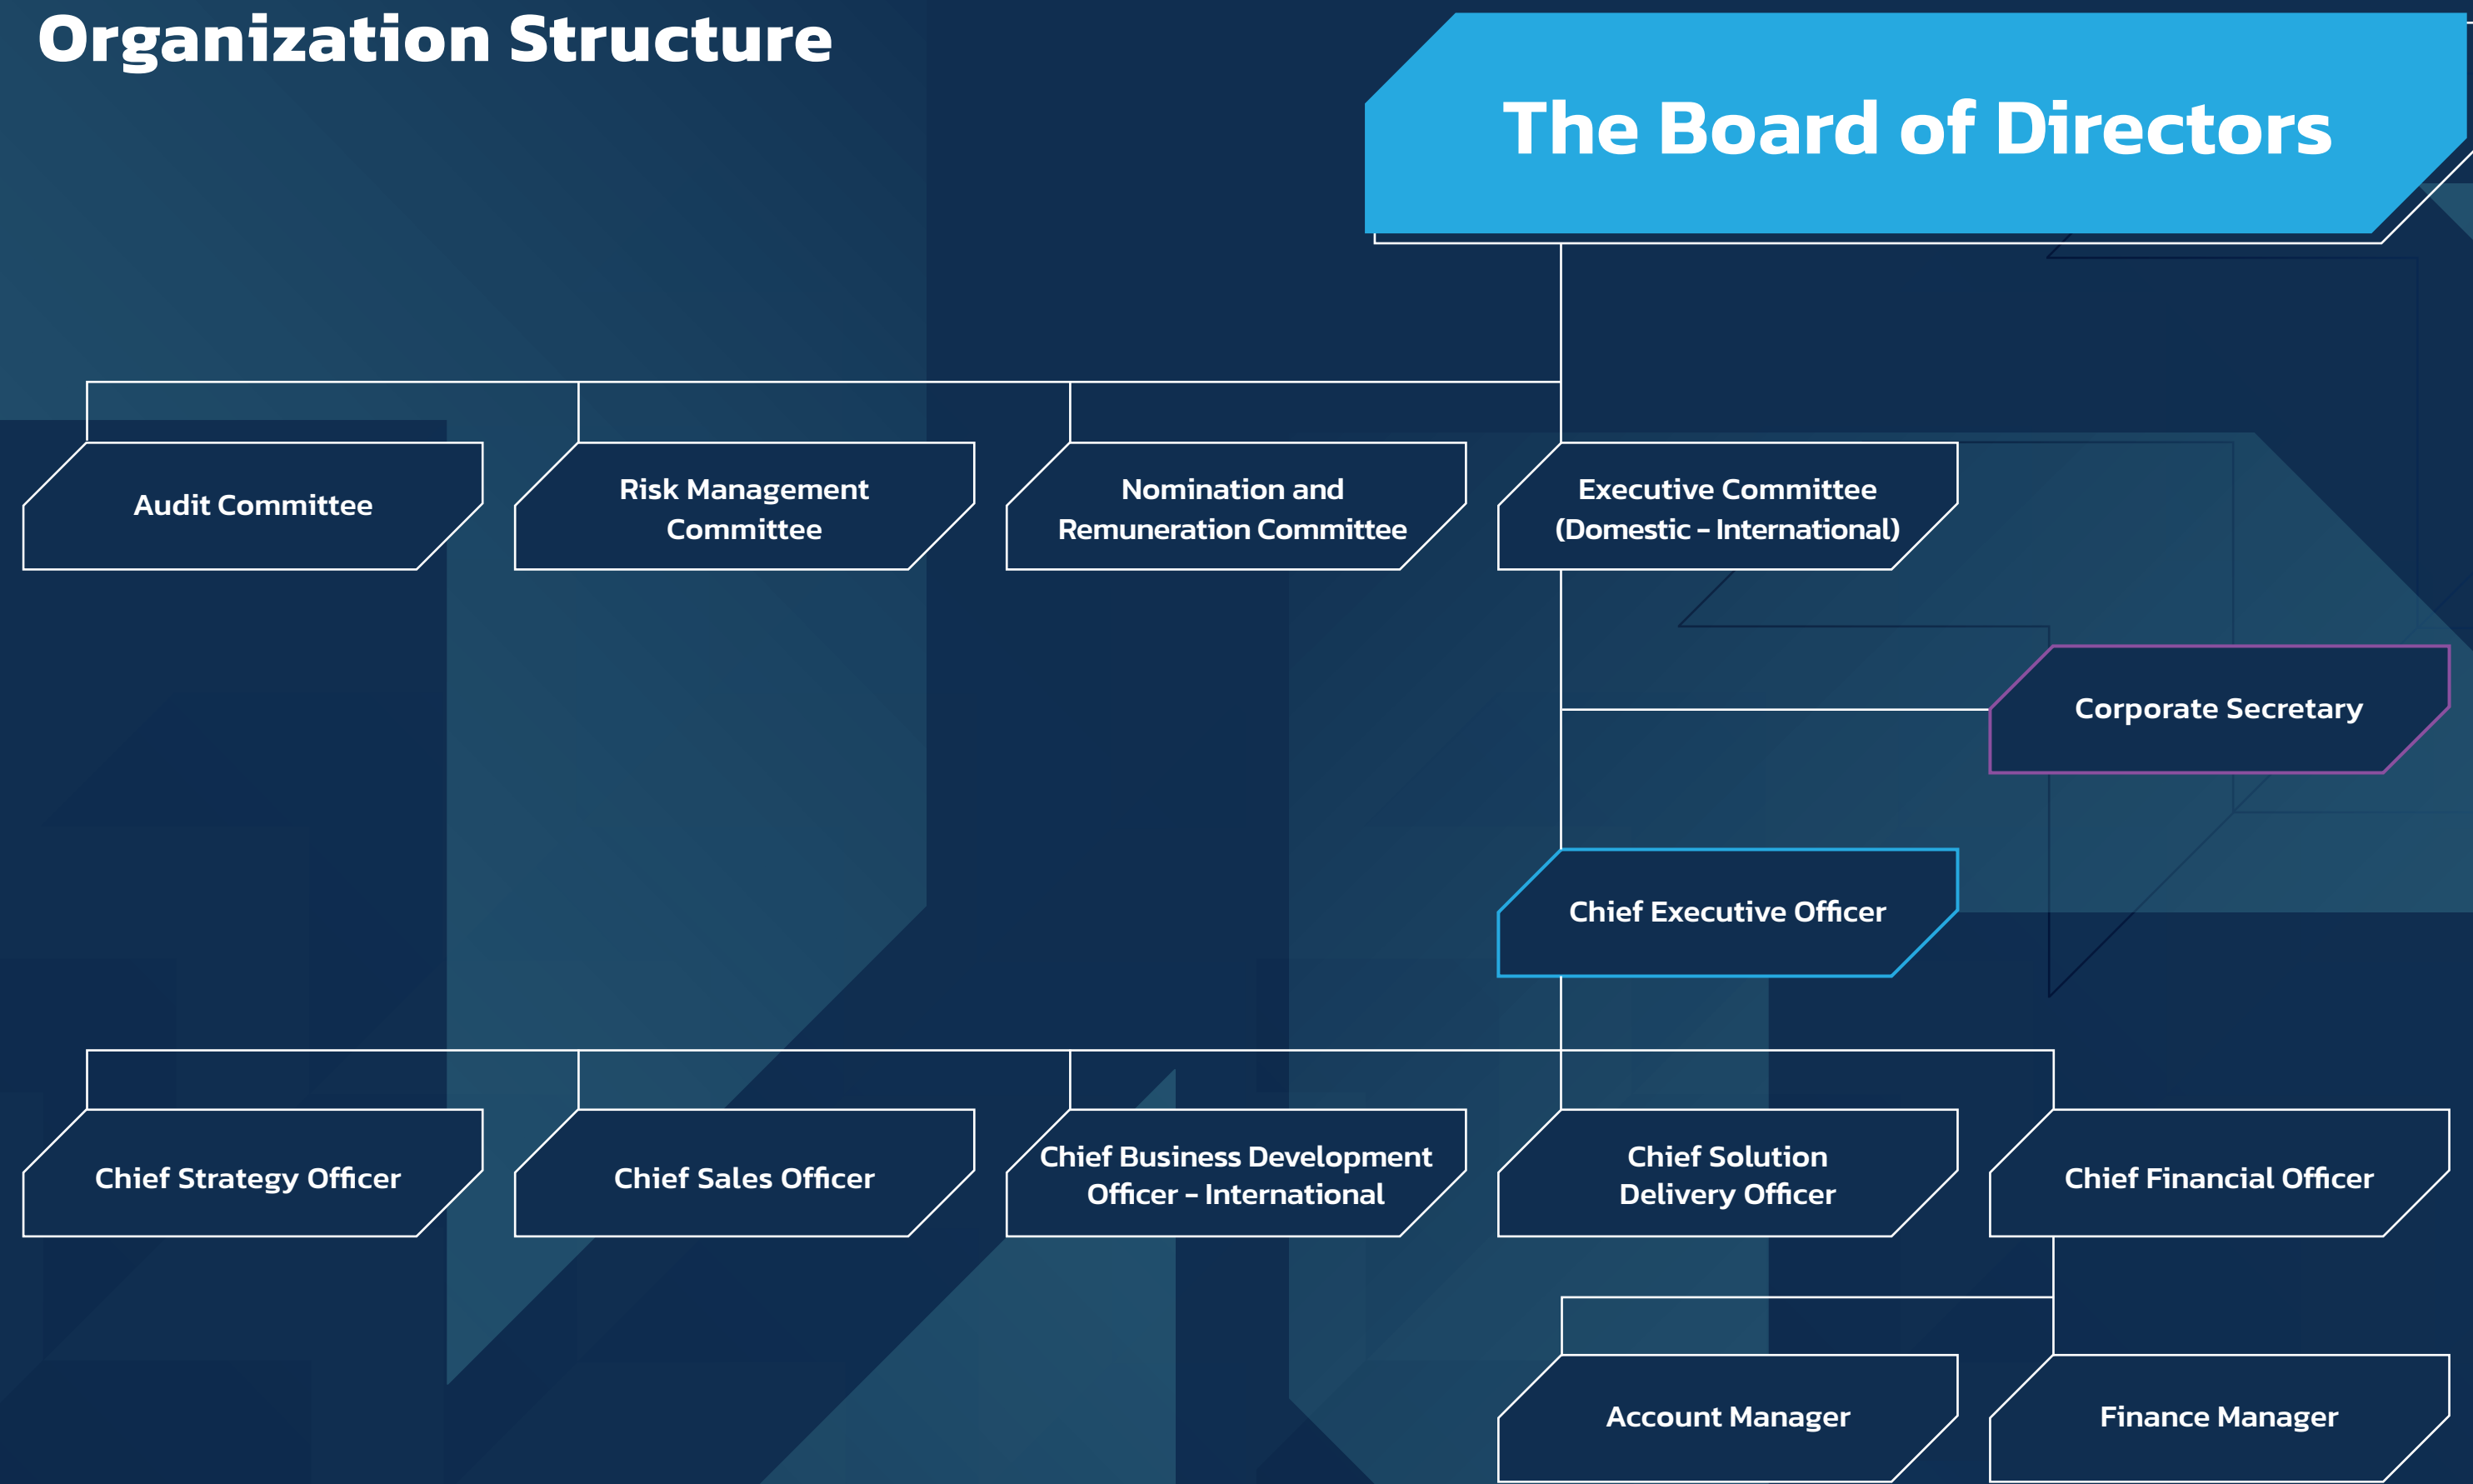 Organization Structure
The Board of Directors
Audit Committee
Risk Management
Committee
Nomination and
Remuneration Committee
Executive Committee
(Domestic - International)
Corporate Secretary
Chief Executive Officer
Chief Strategy Officer
Chief Sales Officer
Chief Business Development
Officer - International
Chief Solution
Delivery Officer
Chief Financial Officer
Account Manager
Finance Manager